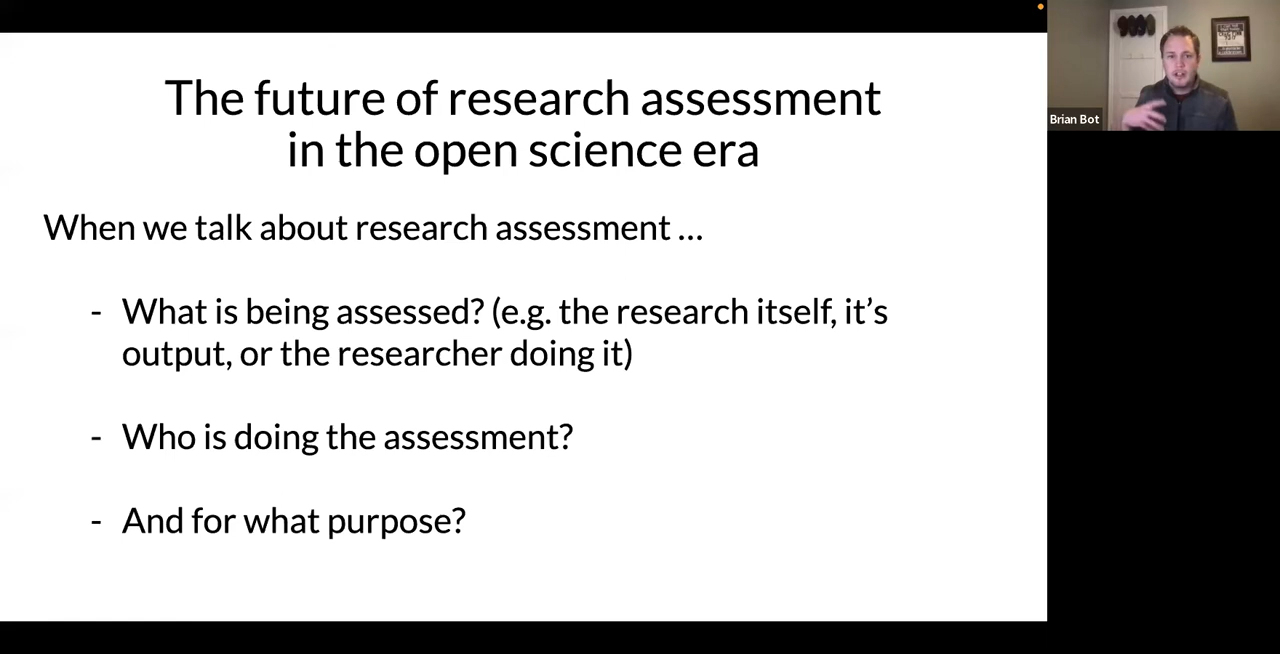 The future of research assessment
in the open science era
When we talk about research assessment ...
- What is being assessed? (e.g. the research itself, it's
output, or the researcher doing it)
- Who is doing the assessment?
- And for what purpose?
Brian Bot